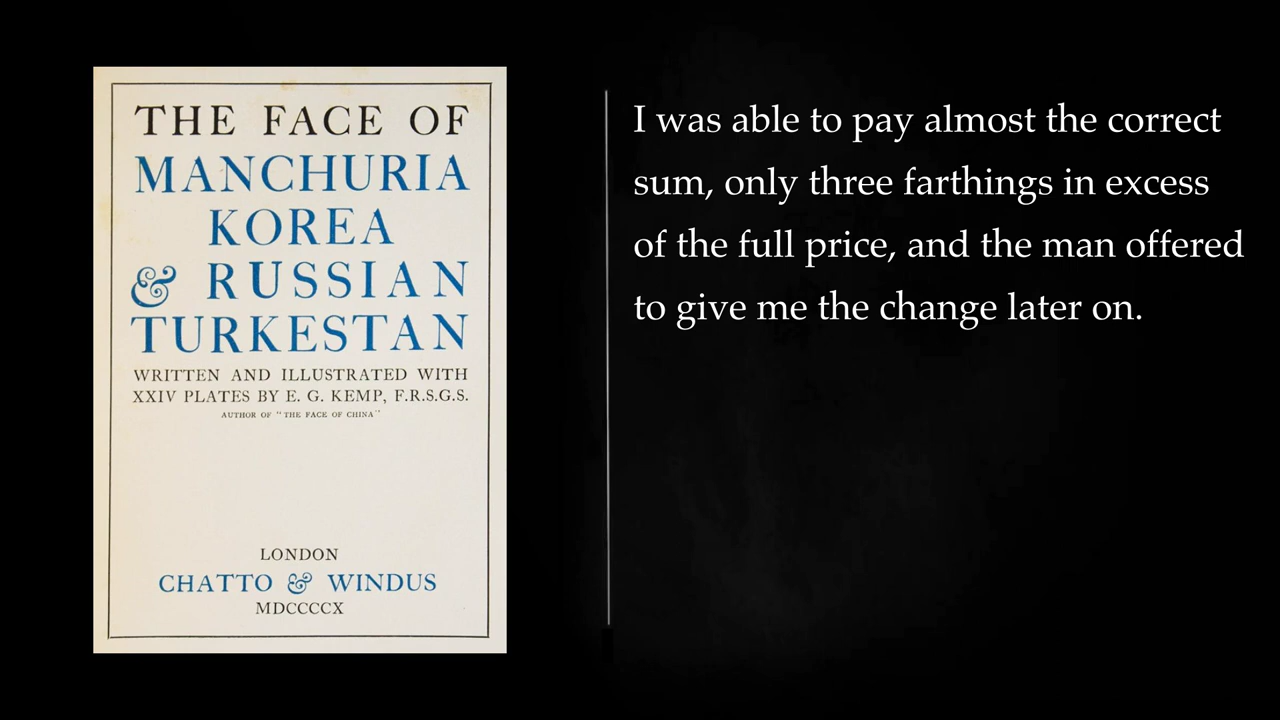 THE FACE OF
MANCHURIA
KOREA
& RUSSIAN
TURKESTAN
WRITTEN AND ILLUSTRATED WITH
XXIV PLATES BY E. G. KEMP, F.R.S.G.S.
AUTHOR OF "THE FACE OF CHINA"
LONDON
CHATTO & WINDUS
MDCCCCX
I was able to pay almost the correct
sum, only three farthings in excess
of the full price, and the man offered
to give me the change later on.